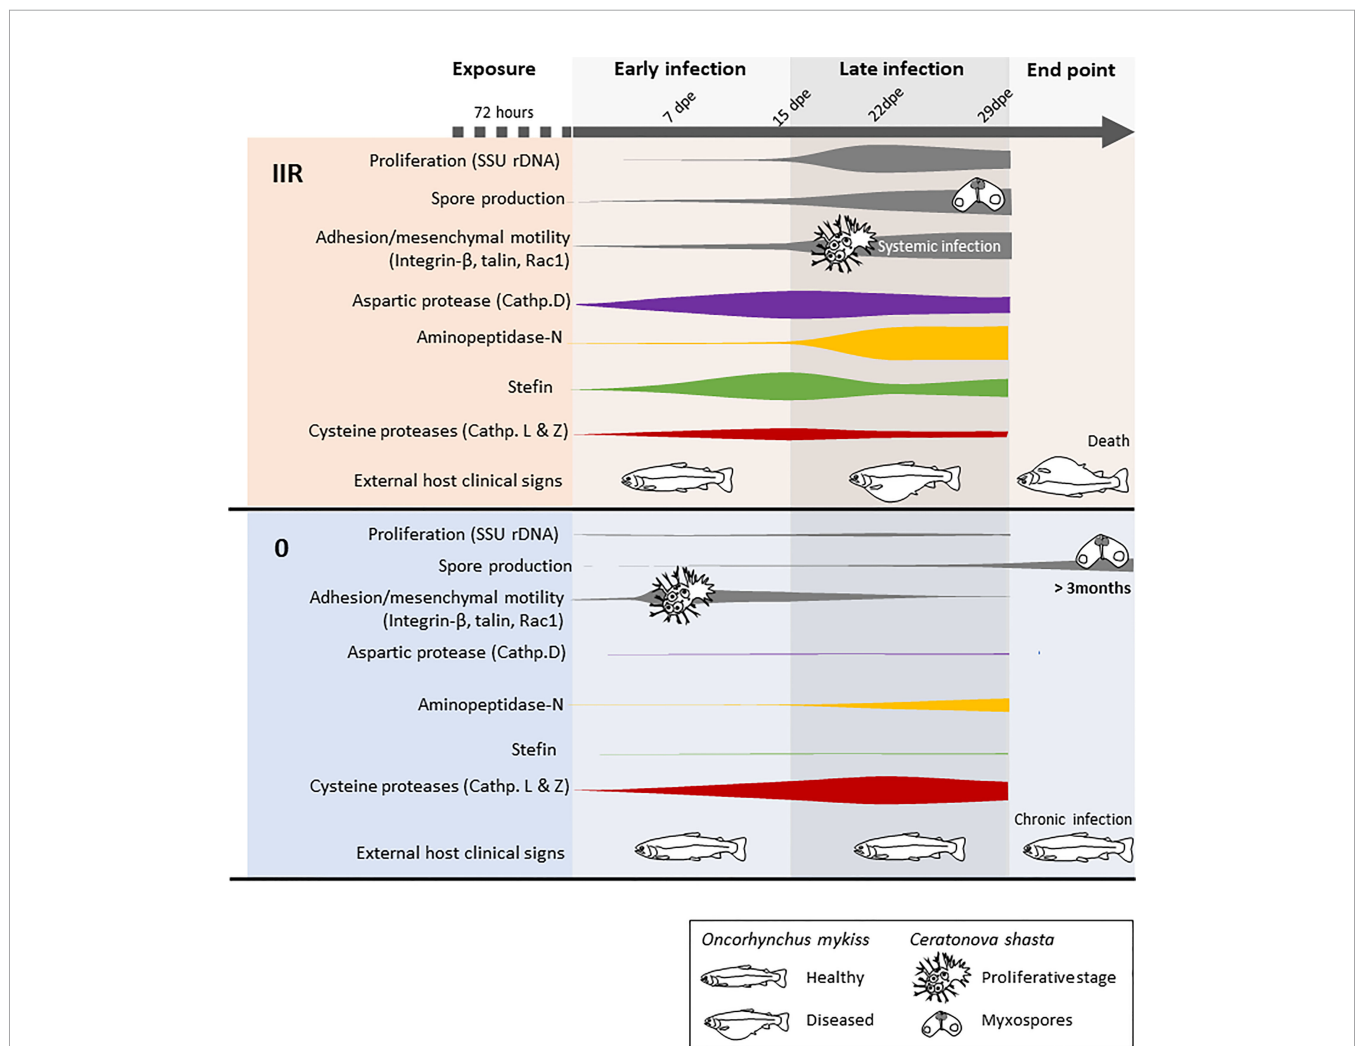 Exposure
Early infection
Late infection
End point
72 hours
7 dpe
15 dpe
22dpe
29dpe
IIR
Proliferation (SSU rDNA)
Spore production
Adhesion/mesenchymal motility
(Integrin-β, talin, Rac1)
Systemic infection
Aspartic protease (Cathp.D)
Aminopeptidase-N
Stefin
Cysteine proteases (Cathp. L & Z)
Death
External host clinical signs
0
Proliferation (SSU rDNA)
Spore production
> 3months
Adhesion/mesenchymal motility
(Integrin-β, talin, Rac1)
Aspartic protease (Cathp.D)
Aminopeptidase-N
Stefin
Cysteine proteases (Cathp. L & Z)
Chronic infection
External host clinical signs
Oncorhynchus mykiss
Ceratonova shasta
Healthy
Proliferative stage
Diseased
Myxospores